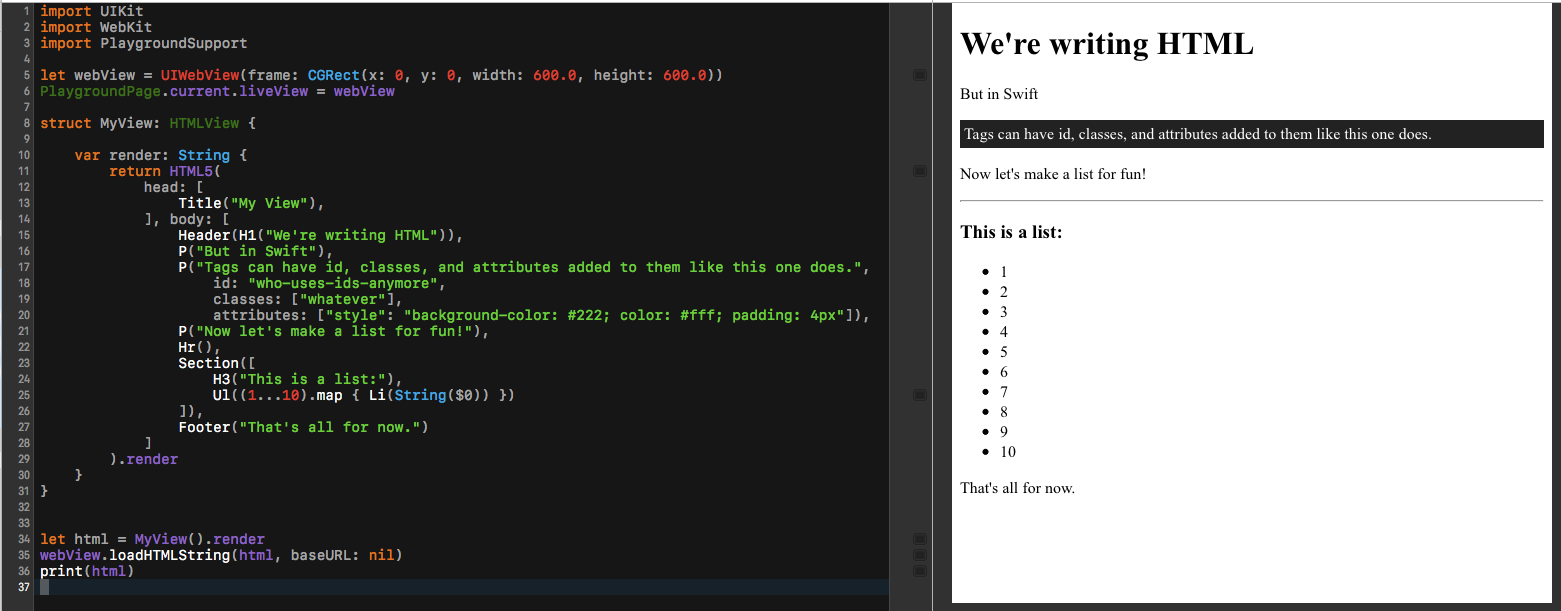 1 import UIKit
2 import WebKit
3 import PlaygroundSupport
4
5 let webView = UIWebView(frame: CGRect(x: 0, y: 0, width: 600.0, height: 600.0))
6 PlaygroundPage.current.liveView = webView
7
8 struct MyView: HTMLView {
9
10     var render: String {
11         return HTML5(
12             head: [
13                 Title("My View"),
14             ], body: [
15                 Header(H1("We're writing HTML")),
16                 P("But in Swift"),
17                 P("Tags can have id, classes, and attributes added to them like this one does.",
18                     id: "who-uses-ids-anymore",
19                     classes: ["whatever"],
20                     attributes: ["style": "background-color: #222; color: #fff; padding: 4px"]),
21                 P("Now let's make a list for fun!"),
22                 Hr(),
23                 Section([
24                     H3("This is a list:"),
25                     Ul((1...10).map { Li(String($0)) })
26                 ]),
27                 Footer("That's all for now.")
28             ]
29         ).render
30     }
31 }
32
33
34 let html = MyView().render
35 webView.loadHTMLString(html, baseURL: nil)
36 print(html)
37
We're writing HTML
But in Swift
Tags can have id, classes, and attributes added to them like this one does.
Now let's make a list for fun!
This is a list:
• 1
• 2
• 3
• 4
• 5
• 6
• 7
• 8
• 9
• 10
That's all for now.